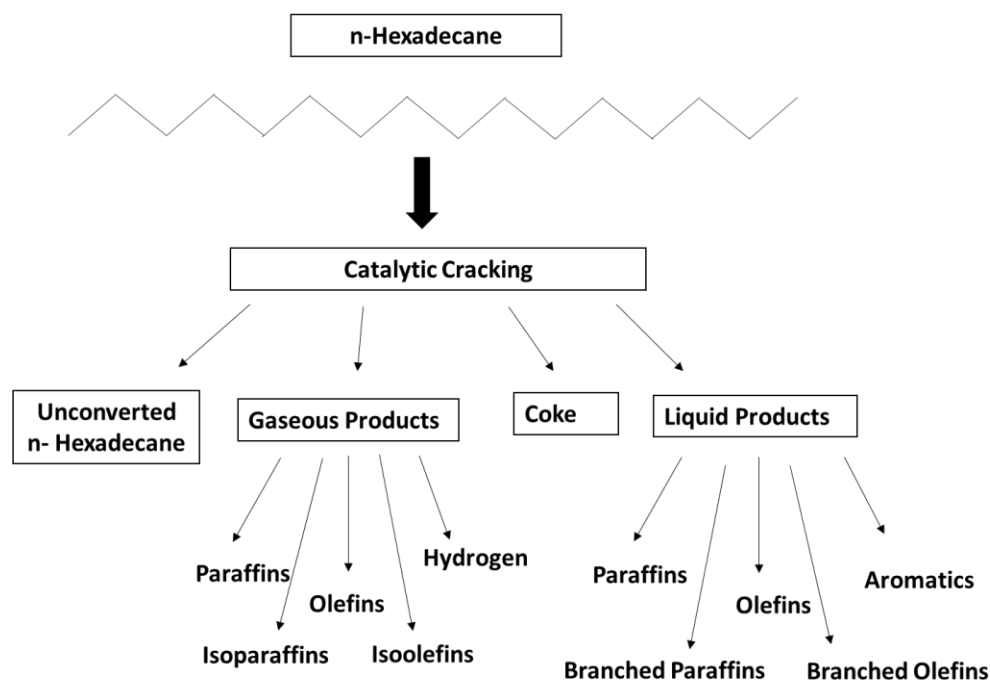 n-Hexadecane
Catalytic Cracking
Unconverted
n- Hexadecane
Gaseous Products
Coke
Liquid Products
Paraffins
Olefins
Hydrogen
Isoparaffins
Isoolefins
Paraffins
Olefins
Aromatics
Branched Paraffins
Branched Olefins